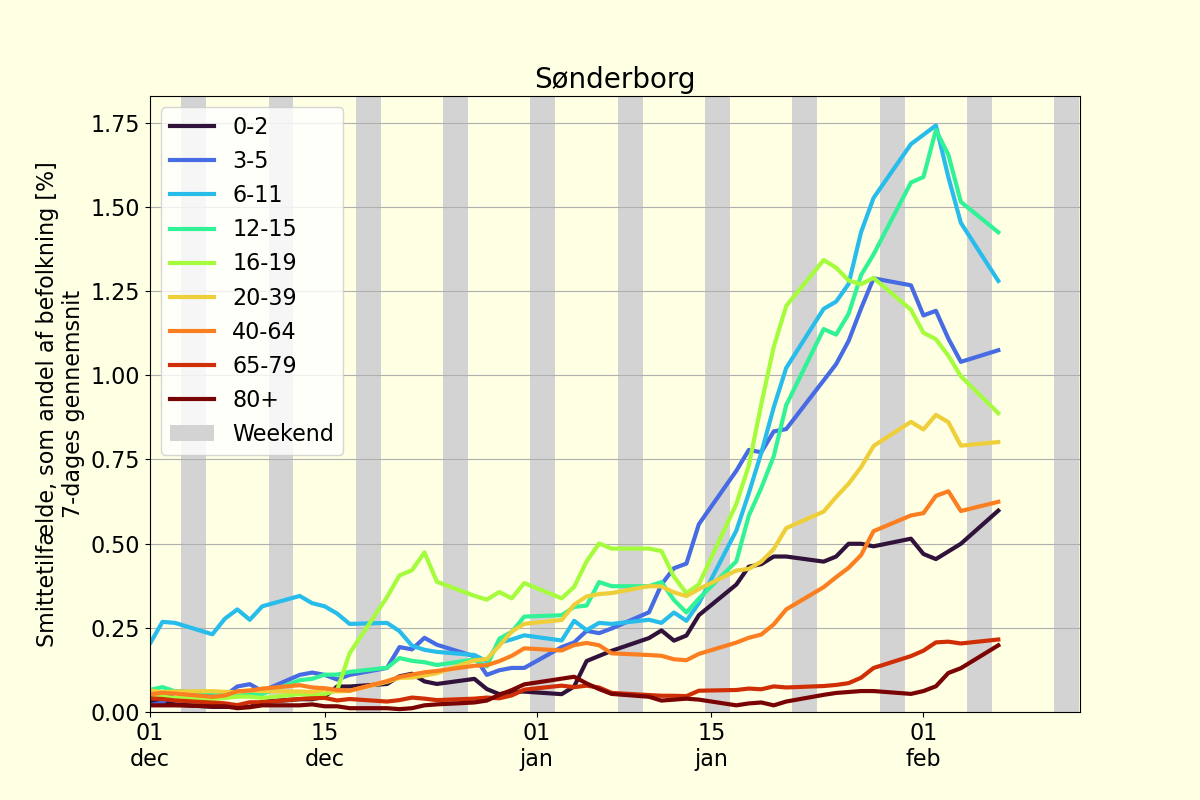 Sønderborg
Smittetilfælde, som andel af befolkning [%]
7-dages gennemsnit
1.75
1.50
1.25
1.00
0.75
0.50
0.25
0.00
0-2
3-5
6-11
12-15
16-19
20-39
40-64
65-79
80+
Weekend
01 15 01 15 01
dec dec jan jan feb